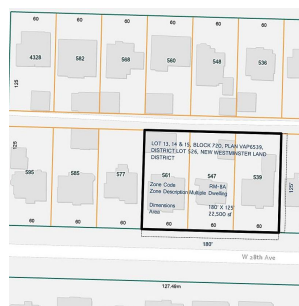 60 60 60 60 60 60
4328 582 568 560 548 536
125
LOT 13, 14 & 15, BLOCK 720, PLAN VAP6539,
DISTRICT LOT 526, NEW WESTMINSTER LAND
DISTRICT
125
595 585 577 561 547 539
125'
Zone Code RM-8A
Zone Description Multiple Dwelling
Dimensions 180' X 125'
Area 22,500 sf
60 60 60 60 60 60
180'
W 28th Ave
127.49m